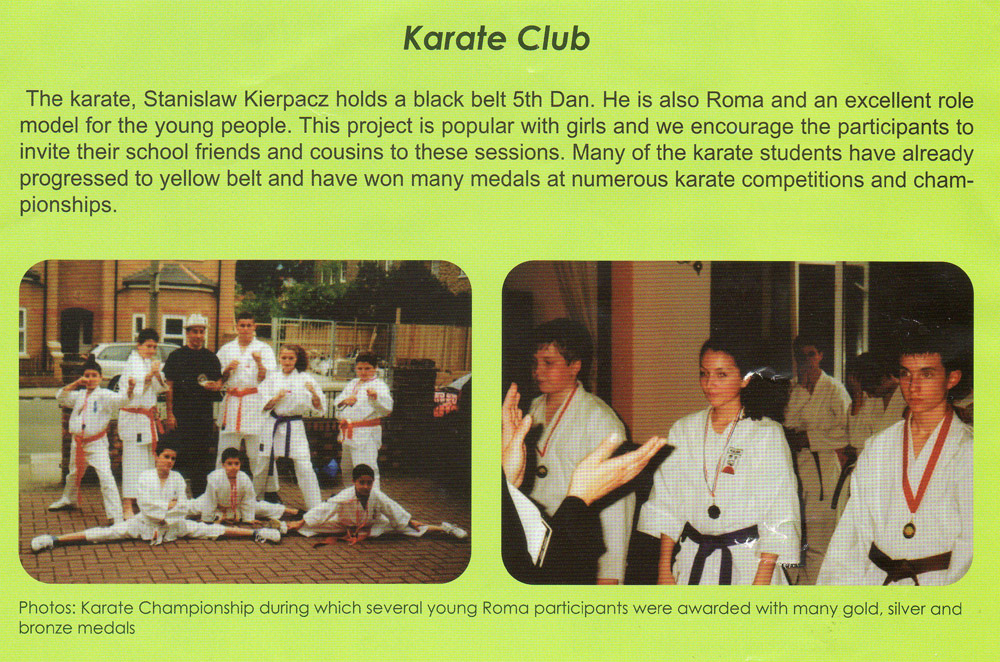 Karate Club
The karate, Stanislaw Kierpacz holds a black belt 5th Dan. He is also Roma and an excellent role
model for the young people. This project is popular with girls and we encourage the participants to
invite their school friends and cousins to these sessions. Many of the karate students have already
progressed to yellow belt and have won many medals at numerous karate competitions and cham-
pionships.
Photos: Karate Championship during which several young Roma participants were awarded with many gold, silver and
bronze medals